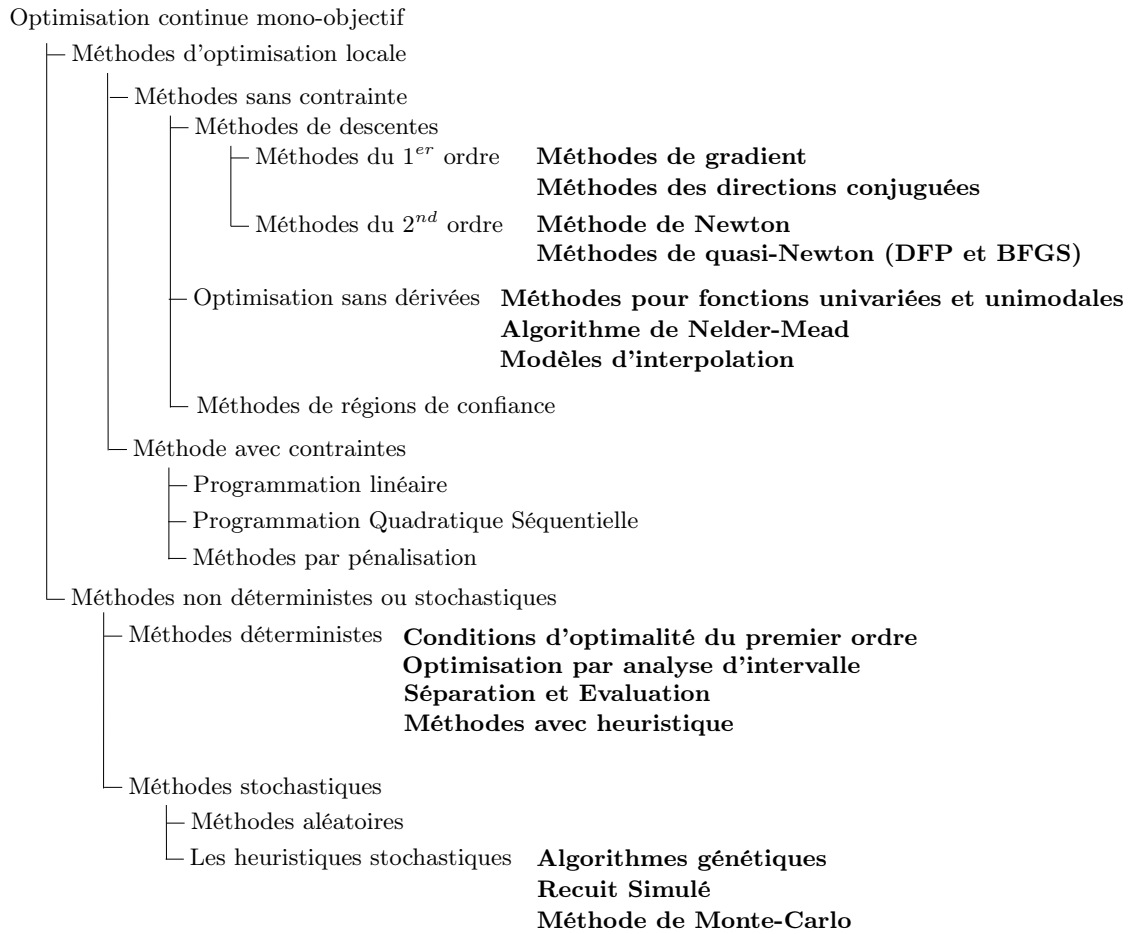 Optimisation continue mono-objectif
Méthodes d'optimisation locale
Méthodes sans contrainte
Méthodes de descentes
Méthodes du 1er ordre Méthodes de gradient
Méthodes des directions conjuguées
Méthodes du 2nd ordre Méthode de Newton
Méthodes de quasi-Newton (DFP et BFGS)
Optimisation sans dérivées Méthodes pour fonctions univariées et unimodales
Algorithme de Nelder-Mead
Modèles d'interpolation
Méthodes de régions de confiance
Méthode avec contraintes
Programmation linéaire
Programmation Quadratique Séquentielle
Méthodes par pénalisation
Méthodes non déterministes ou stochastiques
Méthodes déterministes Conditions d'optimalité du premier ordre
Optimisation par analyse d'intervalle
Séparation et Evaluation
Méthodes avec heuristique
Méthodes stochastiques
Méthodes aléatoires
Les heuristiques stochastiques Algorithmes génétiques
Recuit Simulé
Méthode de Monte-Carlo